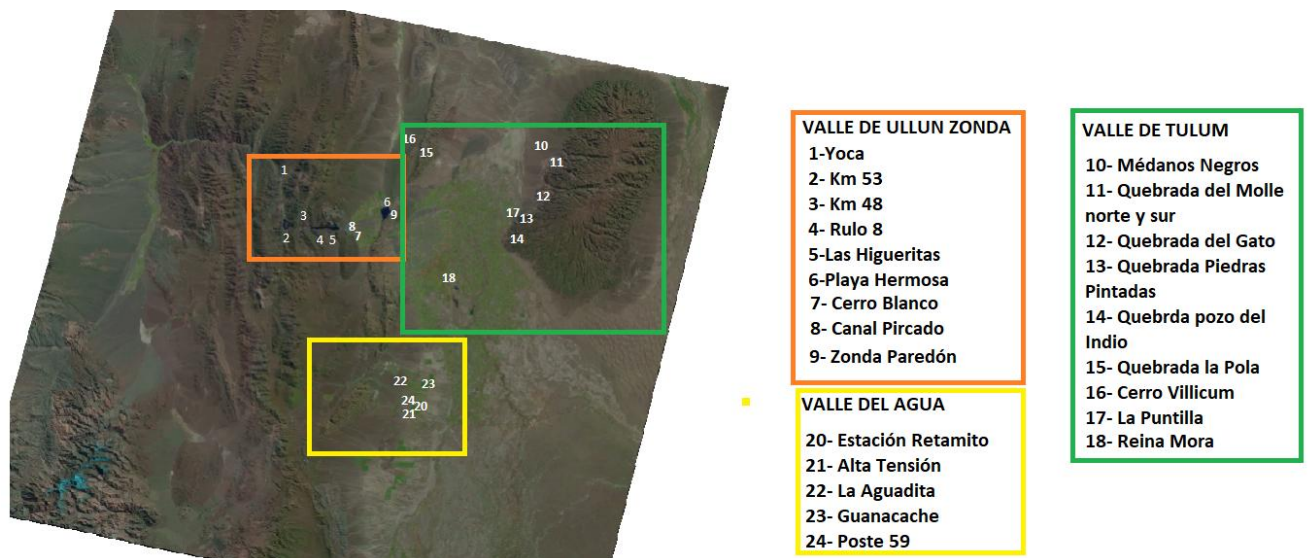 16
15
10
11
12
17
13
14
18
1
3
2
4
5
8
7
6
9
22
23
24
20
21
VALLE DE ULLUN ZONDA
1-Yoca
2- Km 53
3- Km 48
4- Rulo 8
5-Las Higueritas
6-Playa Hermosa
7- Cerro Blanco
8- Canal Pircado
9- Zonda Paredón
VALLE DEL AGUA
20- Estación Retamito
21- Alta Tensión
22- La Aguadita
23- Guanacache
24- Poste 59
VALLE DE TULUM
10- Médanos Negros
11- Quebrada del Molle
norte y sur
12- Quebrada del Gato
13- Quebrada Piedras
Pintadas
14- Quebrda pozo del
Indio
15- Quebrada la Pola
16- Cerro Villicum
17- La Puntilla
18- Reina Mora